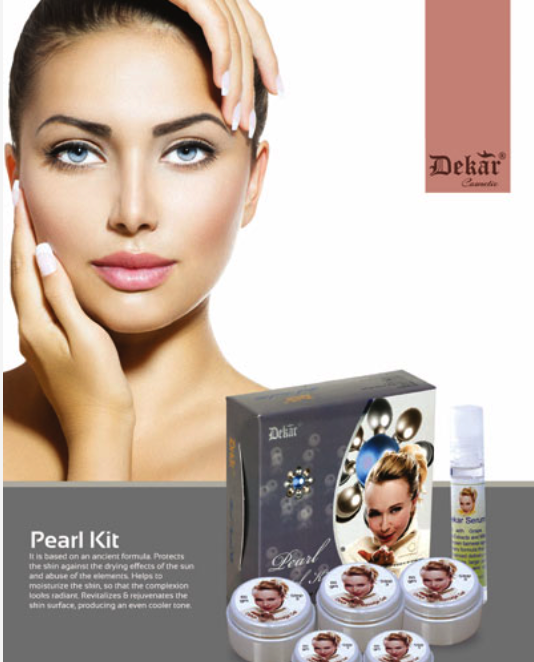 Dekar®
Cosmetic
Dekar
Pearl
Dekar Serum
Pearl Kit
It is based on an ancient formula. Protects
the skin against the drying effects of the sun
and abuse of the elements. Helps to
moisturize the skin, so that the complexion
looks radiant. Revitalizes & rejuvenates the
skin surface, producing an even cooler tone.